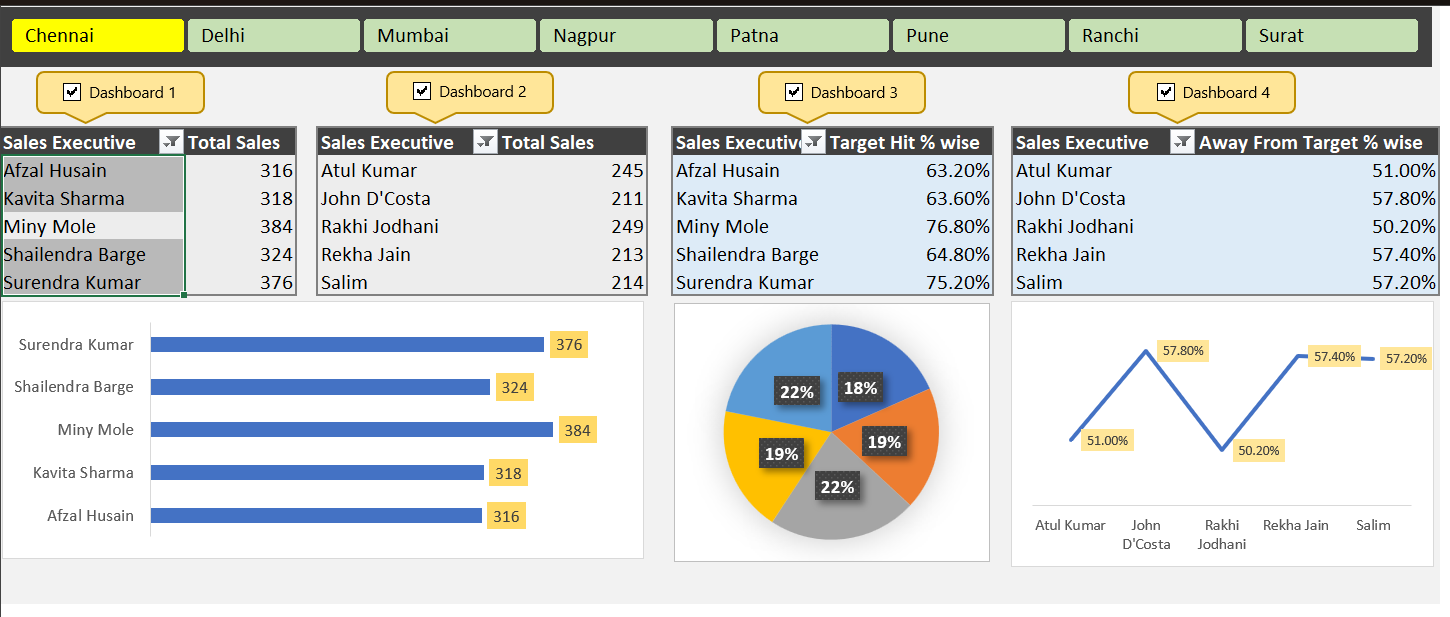 Chennai Delhi Mumbai Nagpur Patna Pune Ranchi Surat
Dashboard 1 Dashboard 2 Dashboard 3 Dashboard 4
Sales Executive Total Sales
Afzal Husain 316
Kavita Sharma 318
Miny Mole 384
Shailendra Barge 324
Surendra Kumar 376
Sales Executive Total Sales
Atul Kumar 245
John D'Costa 211
Rakhi Jodhani 249
Rekha Jain 213
Salim 214
Sales Executiv Target Hit % wise
Afzal Husain 63.20%
Kavita Sharma 63.60%
Miny Mole 76.80%
Shailendra Barge 64.80%
Surendra Kumar 75.20%
Sales Executive Away From Target % wise
Atul Kumar 51.00%
John D'Costa 57.80%
Rakhi Jodhani 50.20%
Rekha Jain 57.40%
Salim 57.20%
Surendra Kumar 376
Shailendra Barge 324
Miny Mole 384
Kavita Sharma 318
Afzal Husain 316
22% 18%
19% 19%
22%
57.80% 57.40% 57.20%
51.00% 50.20%
Atul Kumar John Rakhi Rekha Jain Salim
D'Costa Jodhani